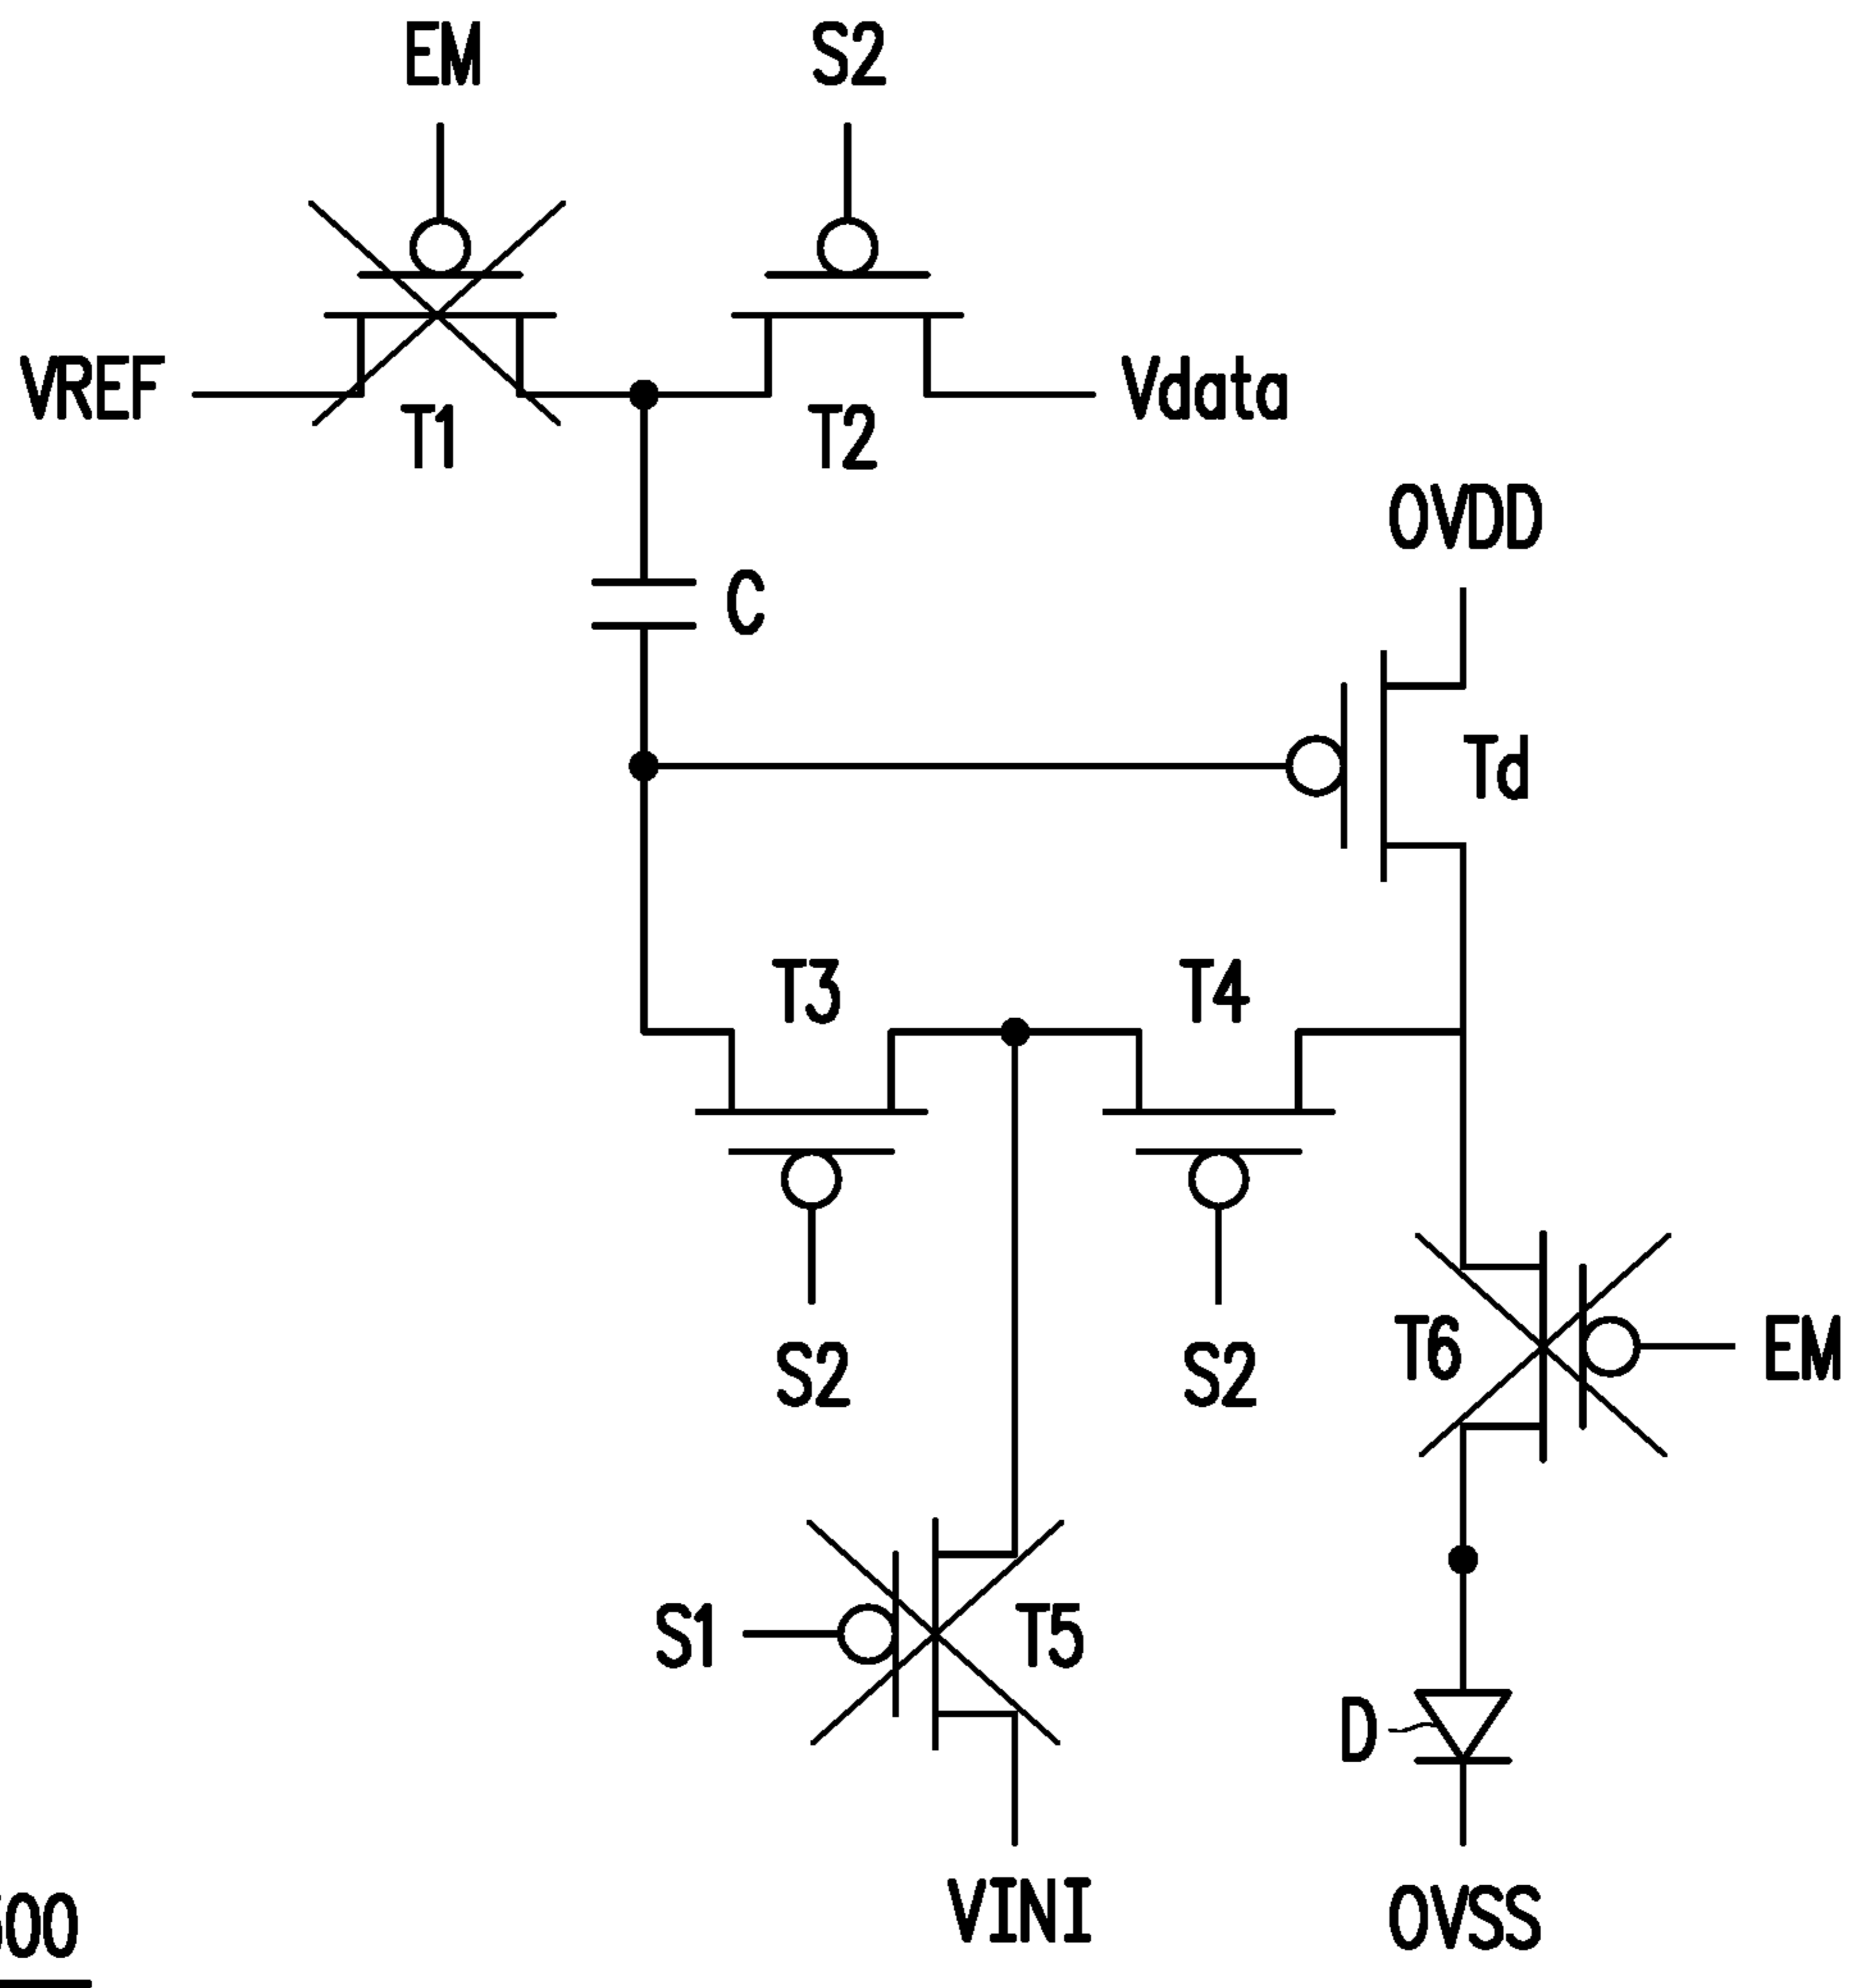 EM
S2
VREF
T1
T2
Vdata
OVDD
C
Td
T3
T4
S2
S2
T6
EM
S1
T5
D
VINI
OVSS